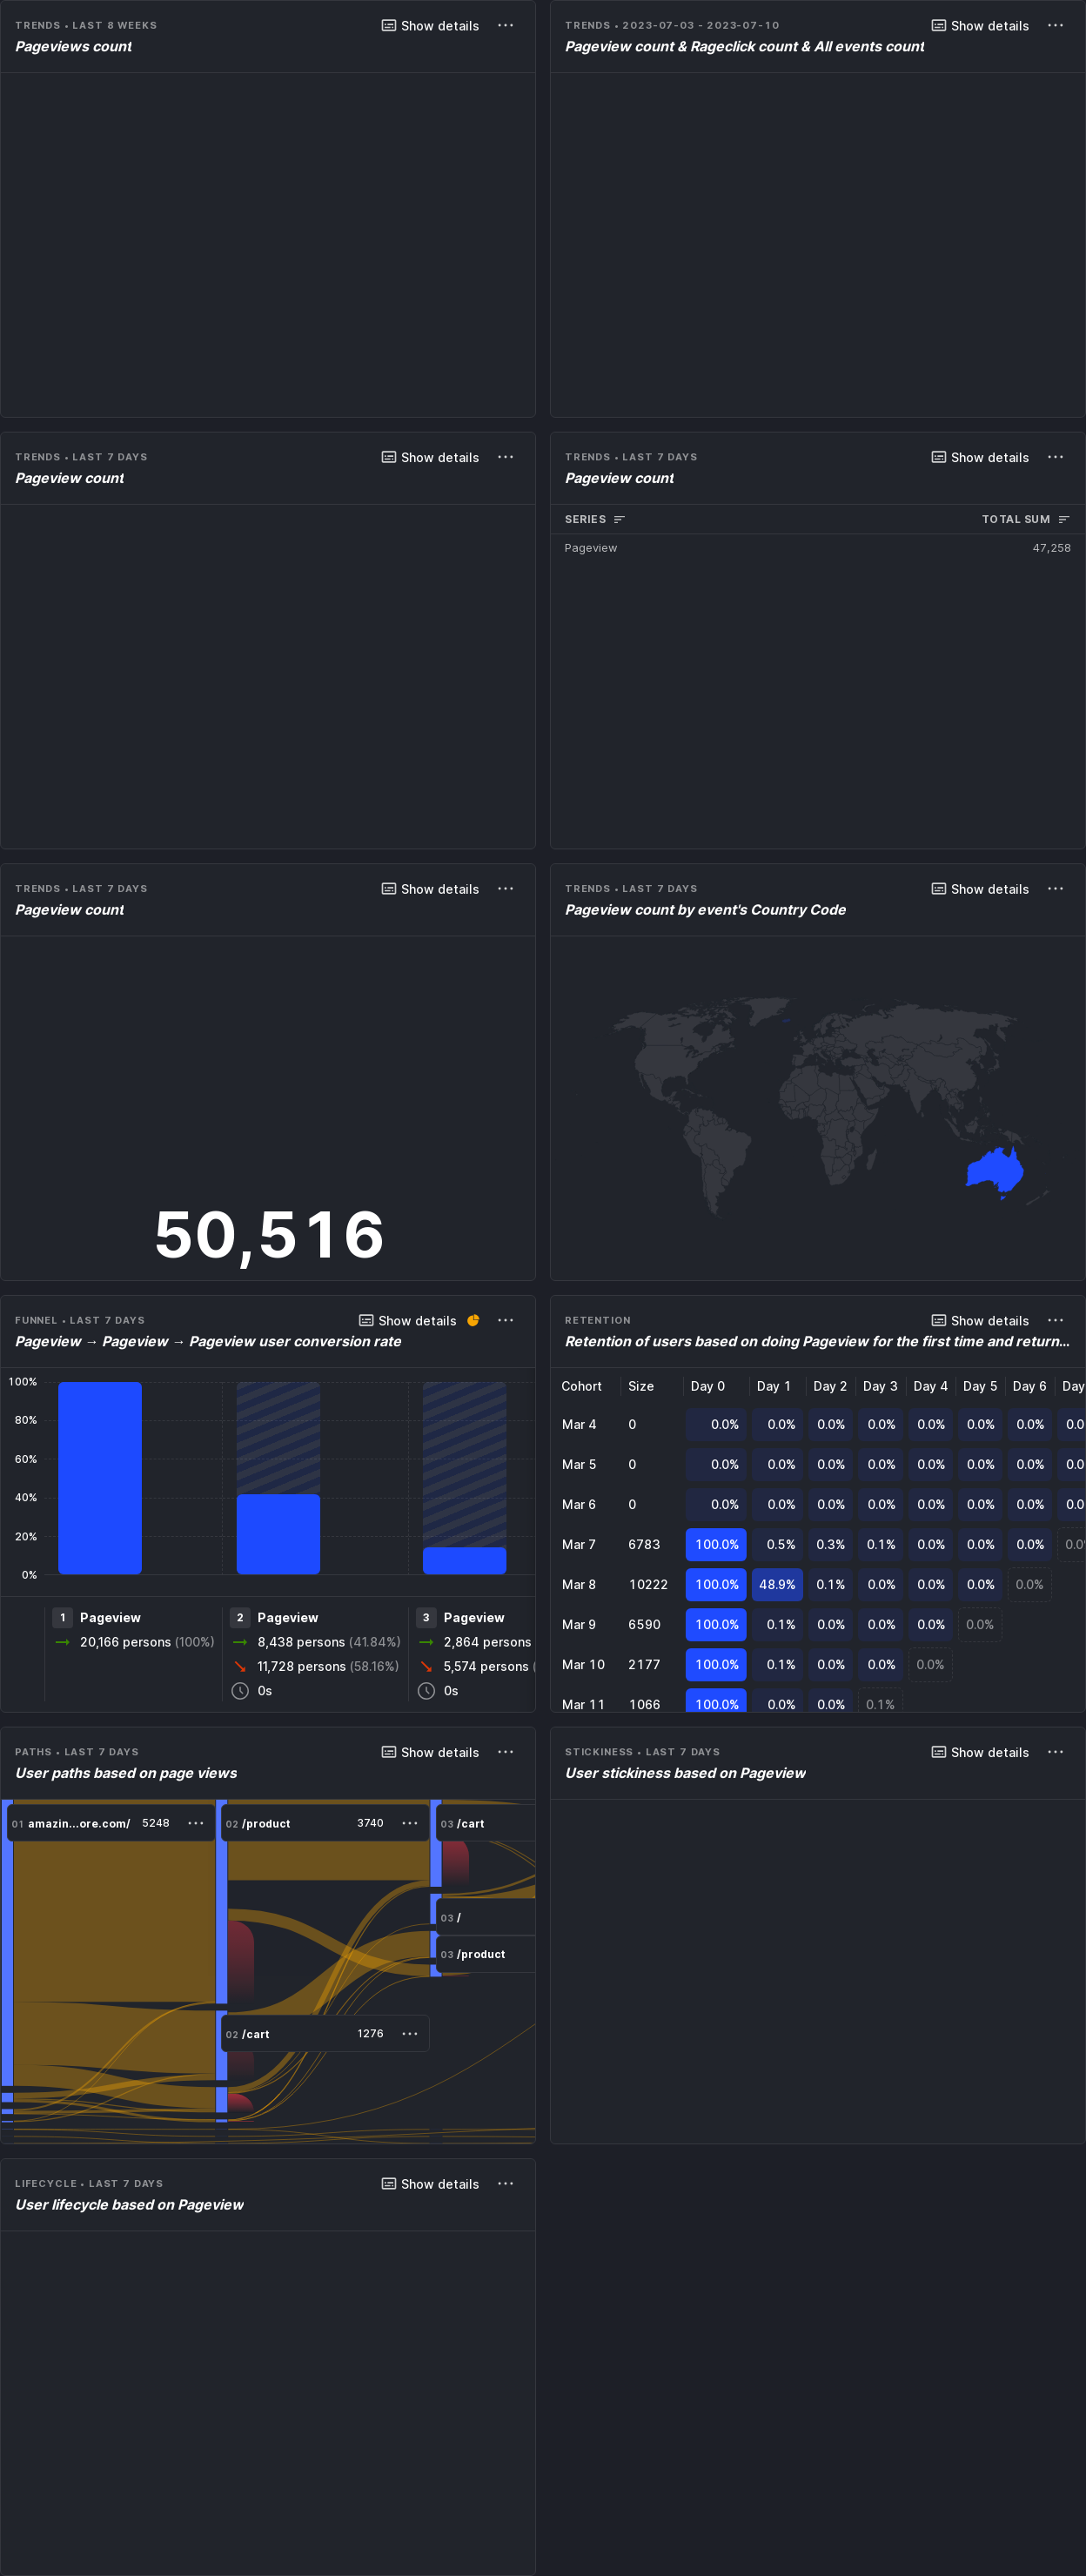 TRENDS • LAST 8 WEEKS
Show details
Pageviews count
TRENDS • 2023-07-03 - 2023-07-10
Show details
Pageview count & Rageclick count & All events count
TRENDS • LAST 7 DAYS
Show details
Pageview count
TRENDS • LAST 7 DAYS
Show details
Pageview count
SERIES TOTAL SUM
Pageview 47,258
TRENDS • LAST 7 DAYS
Show details
Pageview count
50,516
TRENDS • LAST 7 DAYS
Show details
Pageview count by event's Country Code
FUNNEL • LAST 7 DAYS
Show details
Pageview → Pageview → Pageview user conversion rate
100%
80%
60%
40%
20%
0%
1 Pageview
→ 20,166 persons (100%)
2 Pageview
→ 8,438 persons (41.84%)
↘ 11,728 persons (58.16%)
0s
3 Pageview
→ 2,864 persons
↘ 5,574 persons (
0s
RETENTION
Show details
Retention of users based on doing Pageview for the first time and return...
Cohort Size Day 0 Day 1 Day 2 Day 3 Day 4 Day 5 Day 6 Day
Mar 4 0 0.0% 0.0% 0.0% 0.0% 0.0% 0.0% 0.0% 0.0
Mar 5 0 0.0% 0.0% 0.0% 0.0% 0.0% 0.0% 0.0% 0.0
Mar 6 0 0.0% 0.0% 0.0% 0.0% 0.0% 0.0% 0.0% 0.0
Mar 7 6783 100.0% 0.5% 0.3% 0.1% 0.0% 0.0% 0.0% 0.0%
Mar 8 10222 100.0% 48.9% 0.1% 0.0% 0.0% 0.0% 0.0%
Mar 9 6590 100.0% 0.1% 0.0% 0.0% 0.0% 0.0%
Mar 10 2177 100.0% 0.1% 0.0% 0.0% 0.0%
Mar 11 1066 100.0% 0.0% 0.0% 0.1%
PATHS • LAST 7 DAYS
Show details
User paths based on page views
01 amazin...ore.com/ 5248
02 /product 3740
03 /cart
03 /
03 /product
02 /cart 1276
STICKINESS • LAST 7 DAYS
Show details
User stickiness based on Pageview
LIFECYCLE • LAST 7 DAYS
Show details
User lifecycle based on Pageview